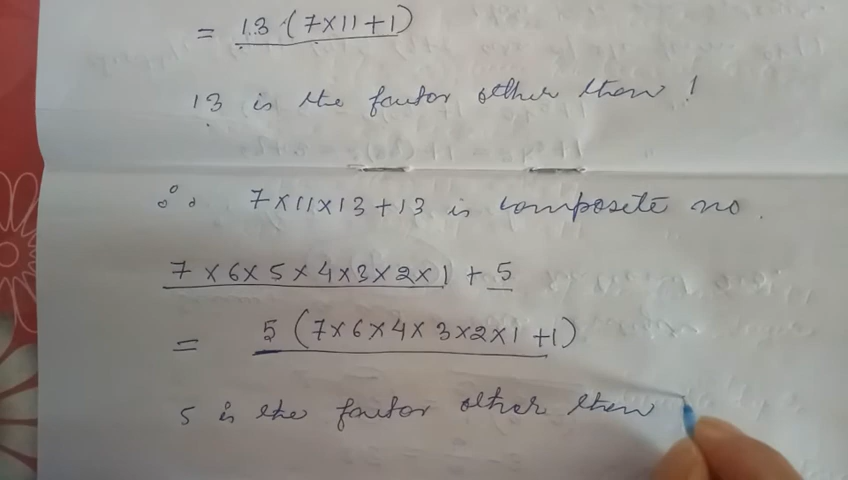 = 13 (7×11+1)
13 is the factor other then 1
∴ 7×11×13+13 is composite no.
7×6×5×4×3×2×1 + 5
= 5 (7×6×4×3×2×1 +1)
5 is the factor other then